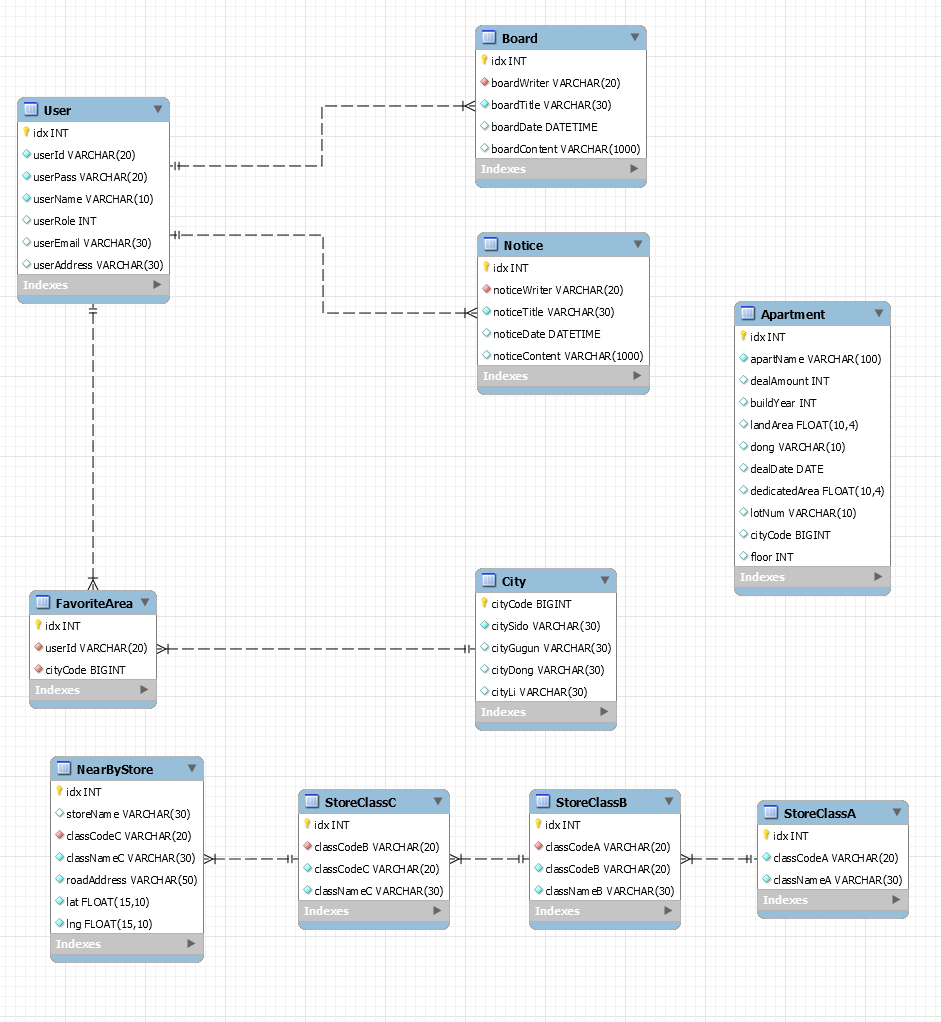 Board
idx INT
boardWriter VARCHAR(20)
boardTitle VARCHAR(30)
boardDate DATETIME
boardContent VARCHAR(1000)
Indexes
User
idx INT
userId VARCHAR(20)
userPass VARCHAR(20)
userName VARCHAR(10)
userRole INT
userEmail VARCHAR(30)
userAddress VARCHAR(30)
Indexes
Notice
idx INT
noticeWriter VARCHAR(20)
noticeTitle VARCHAR(30)
noticeDate DATETIME
noticeContent VARCHAR(1000)
Indexes
Apartment
idx INT
apartName VARCHAR(100)
dealAmount INT
buildYear INT
landArea FLOAT(10,4)
dong VARCHAR(10)
dealDate DATE
dedicatedArea FLOAT(10,4)
lotNum VARCHAR(10)
cityCode BIGINT
floor INT
Indexes
FavoriteArea
idx INT
userId VARCHAR(20)
cityCode BIGINT
Indexes
City
cityCode BIGINT
citySido VARCHAR(30)
cityGugun VARCHAR(30)
cityDong VARCHAR(30)
cityLi VARCHAR(30)
Indexes
NearByStore
idx INT
storeName VARCHAR(30)
classCodeC VARCHAR(20)
classNameC VARCHAR(30)
roadAddress VARCHAR(50)
lat FLOAT(15,10)
lng FLOAT(15,10)
Indexes
StoreClassC
idx INT
classCodeB VARCHAR(20)
classCodeC VARCHAR(20)
classNameC VARCHAR(30)
Indexes
StoreClassB
idx INT
classCodeA VARCHAR(20)
classCodeB VARCHAR(20)
classNameB VARCHAR(30)
Indexes
StoreClassA
idx INT
classCodeA VARCHAR(20)
classNameA VARCHAR(30)
Indexes